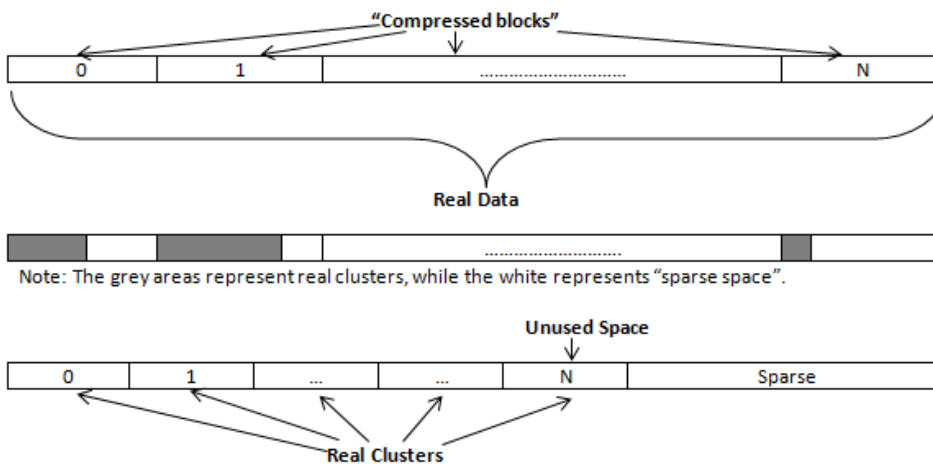 “Compressed blocks”
0 1 ................................ N
Real Data
................................
Note: The grey areas represent real clusters, while the white represents “sparse space”.
Unused Space
0 1 ... ... N Sparse
Real Clusters